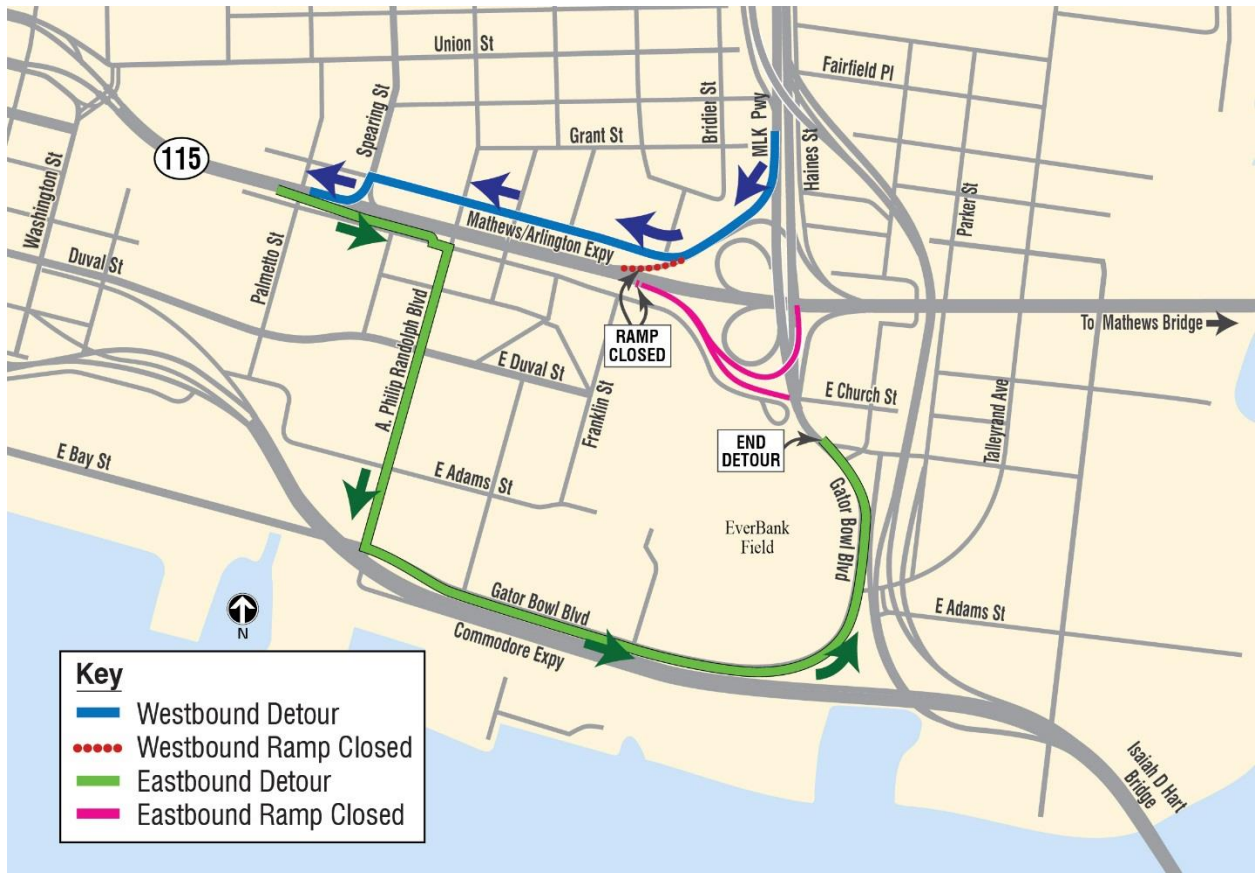 Union St
Fairfield Pl
Spearing St
Bridier St
MLK Pwy
Grant St
Haines St
115
Washington St
Parker St
Mathews/Arlington Expy
Palmetto St
Duval St
To Mathews Bridge
RAMP
CLOSED
A. Philip Randolph Blvd
E Duval St
Franklin St
E Church St
Talleyrand Ave
END
DETOUR
E Bay St
E Adams St
Gator Bowl Blvd
EverBank
Field
Gator Bowl Blvd
E Adams St
N
Commodore Expy
Isaiah D Hart
Bridge
Key
Westbound Detour
Westbound Ramp Closed
Eastbound Detour
Eastbound Ramp Closed